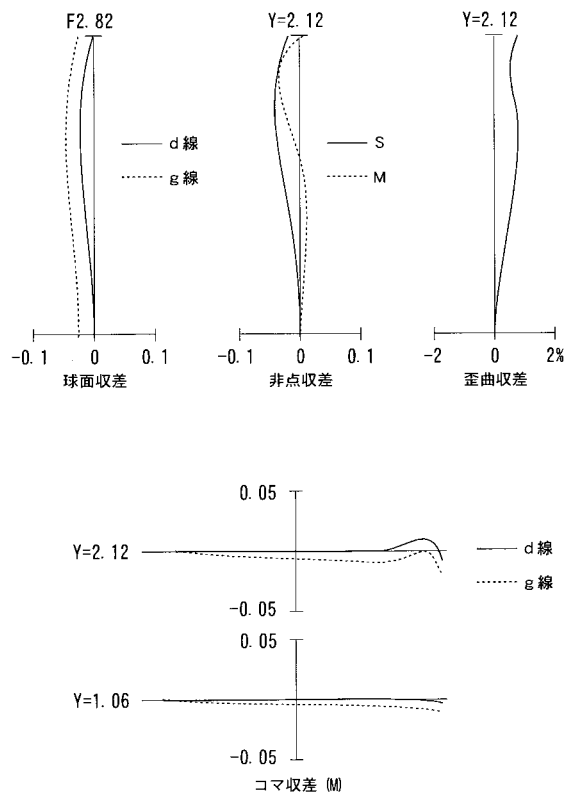 F2.82
Y=2.12
Y=2.12
d線
g線
S
M
-0.1 0 0.1
-0.1 0 0.1
-2 0 2%
球面収差
非点収差
歪曲収差
0.05
Y=2.12
-0.05
d線
g線
0.05
Y=1.06
-0.05
コマ収差 (M)